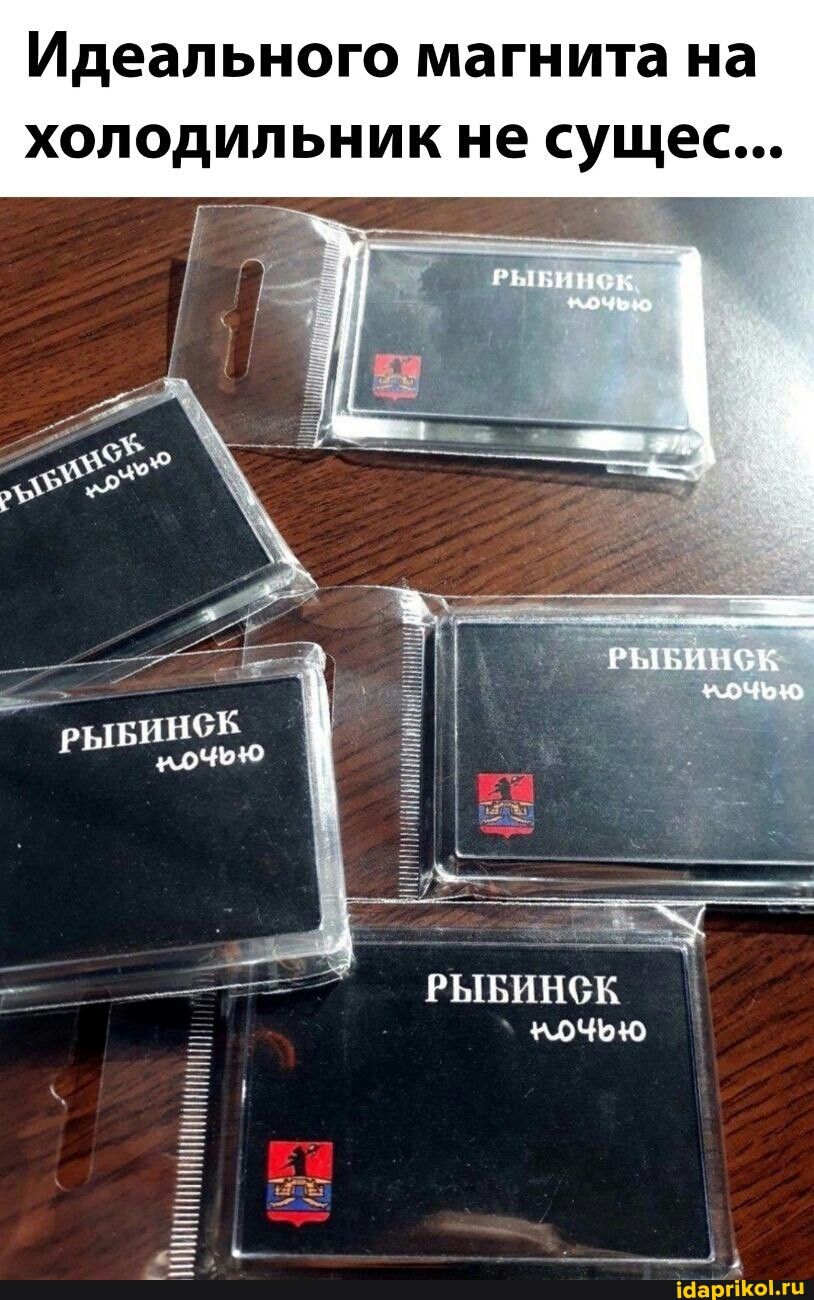 Идеального магнита на
холодильник не сущес...
РЫБИНСК
ночью
РЫБИНСК
ночью
РЫБИНСК
ночью
РЫБИНСК
ночью
РЫБИНСК
ночью
idaprikol.ru